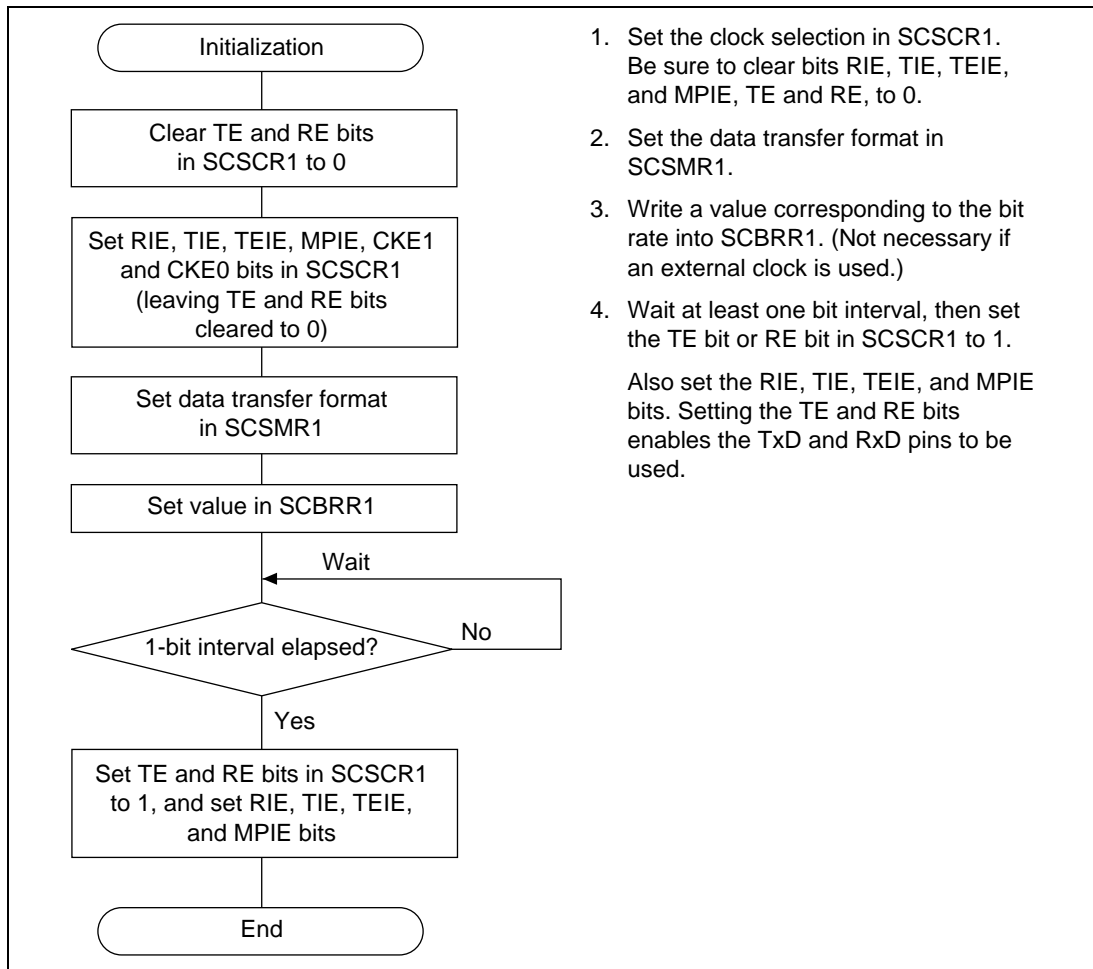 Initialization
Clear TE and RE bits
in SCSCR1 to 0
Set RIE, TIE, TEIE, MPIE, CKE1
and CKE0 bits in SCSCR1
(leaving TE and RE bits
cleared to 0)
Set data transfer format
in SCSMR1
Set value in SCBRR1
Wait
1-bit interval elapsed?
No
Yes
Set TE and RE bits in SCSCR1
to 1, and set RIE, TIE, TEIE,
and MPIE bits
End
1. Set the clock selection in SCSCR1.
Be sure to clear bits RIE, TIE, TEIE,
and MPIE, TE and RE, to 0.
2. Set the data transfer format in
SCSMR1.
3. Write a value corresponding to the bit
rate into SCBRR1. (Not necessary if
an external clock is used.)
4. Wait at least one bit interval, then set
the TE bit or RE bit in SCSCR1 to 1.
Also set the RIE, TIE, TEIE, and MPIE
bits. Setting the TE and RE bits
enables the TxD and RxD pins to be
used.